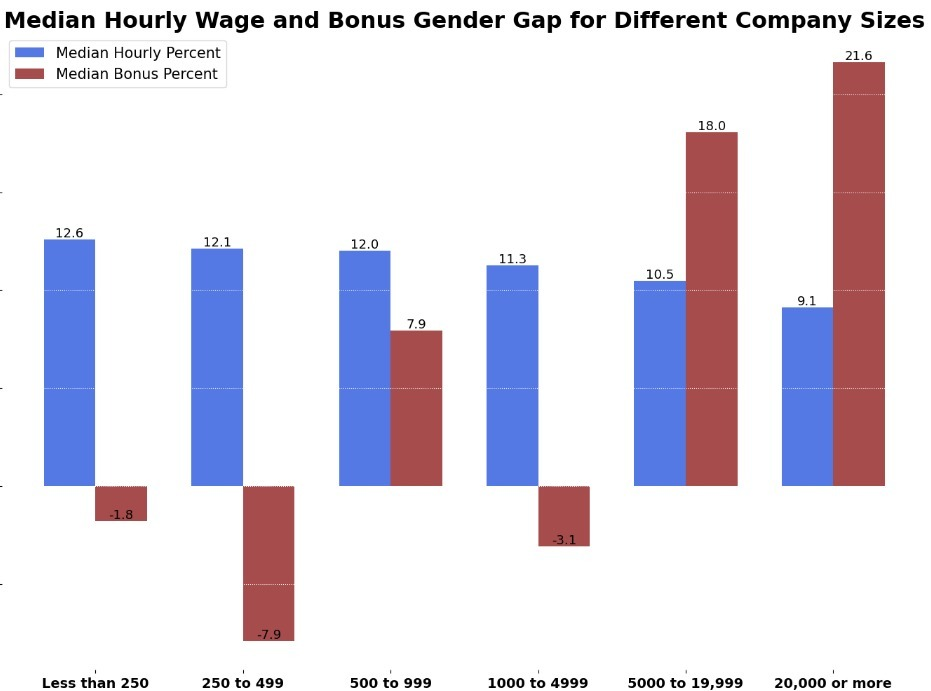 Median Hourly Wage and Bonus Gender Gap for Different Company Sizes
Median Hourly Percent
Median Bonus Percent
21.6
18.0
12.6
12.1
12.0
11.3
10.5
9.1
7.9
-1.8
-3.1
-7.9
Less than 250
250 to 499
500 to 999
1000 to 4999
5000 to 19,999
20,000 or more